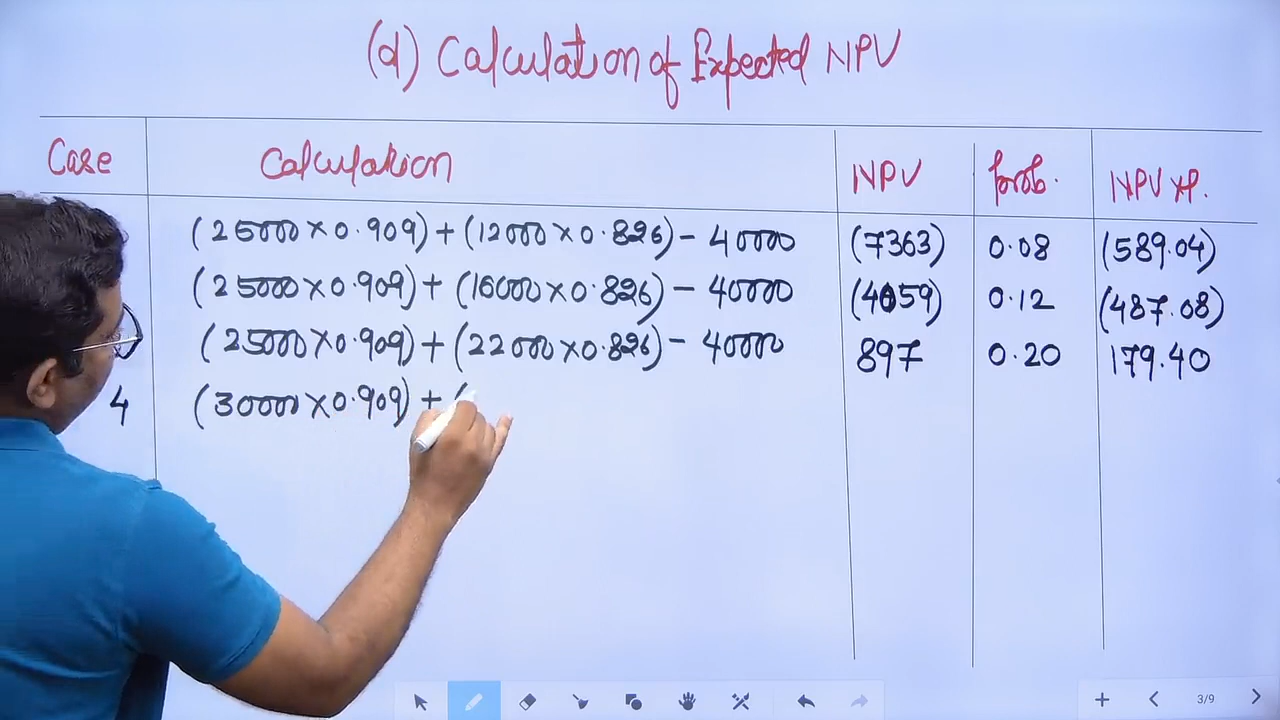 (d) Calculation of Expected NPV
Case Calculation NPV Prob. NPV XP.
(25000 × 0.909) + (12000 × 0.826) - 40000 (7363) 0.08 (589.04)
(25000 × 0.909) + (16000 × 0.826) - 40000 (4059) 0.12 (487.08)
(25000 × 0.909) + (22000 × 0.826) - 40000 897 0.20 179.40
4 (30000 × 0.909) + (
3/9